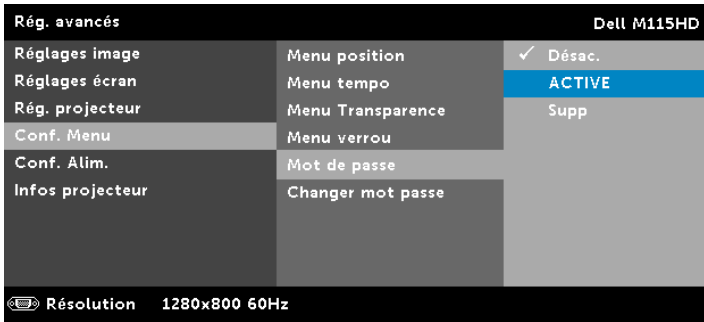 Rég. avancés Dell M115HD
Réglages image Menu position ✓ Désac.
Réglages écran Menu tempo ACTIVE
Rég. projecteur Menu Transparence Supp
Conf. Menu Menu verrou
Conf. Alim. Mot de passe
Infos projecteur Changer mot passe
Résolution 1280x800 60Hz